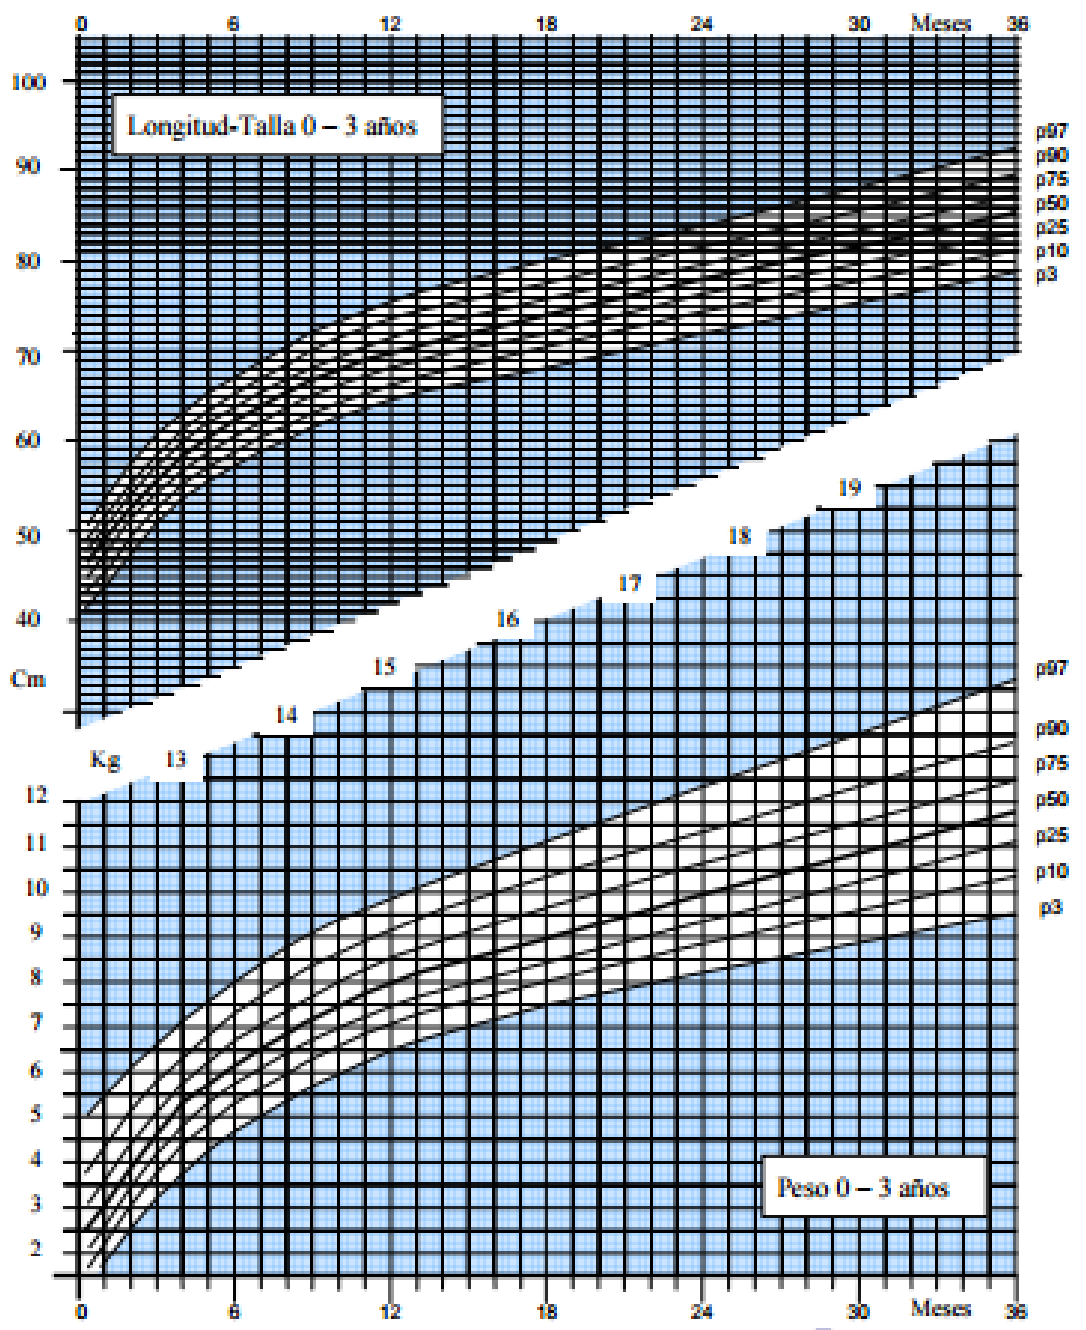 0 6 12 18 24 30 Meses 36
100
Longitud-Talla 0 – 3 años
90
80
70
60
50
40
Cm
p97
p90
p75
p50
p25
p10
p3
19
18
17
16
15
14
13
Kg
12
11
10
9
8
7
6
5
4
3
2
p97
p90
p75
p50
p25
p10
p3
Peso 0 – 3 años
0 6 12 18 24 30 Meses 36